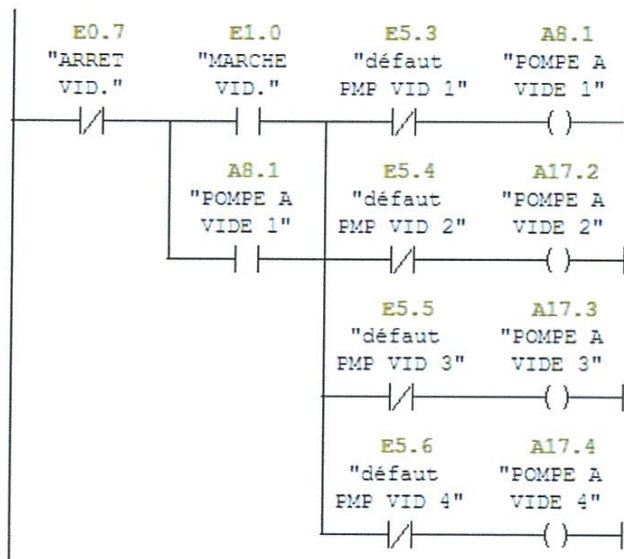 E0.7 E1.0 E5.3 A8.1
"ARRET "MARCHE "défaut "POMPE A
VID." VID." PMP VID 1" VIDE 1"
A8.1 E5.4 A17.2
"POMPE A "défaut "POMPE A
VIDE 1" PMP VID 2" VIDE 2"
E5.5 A17.3
"défaut "POMPE A
PMP VID 3" VIDE 3"
E5.6 A17.4
"défaut "POMPE A
PMP VID 4" VIDE 4"